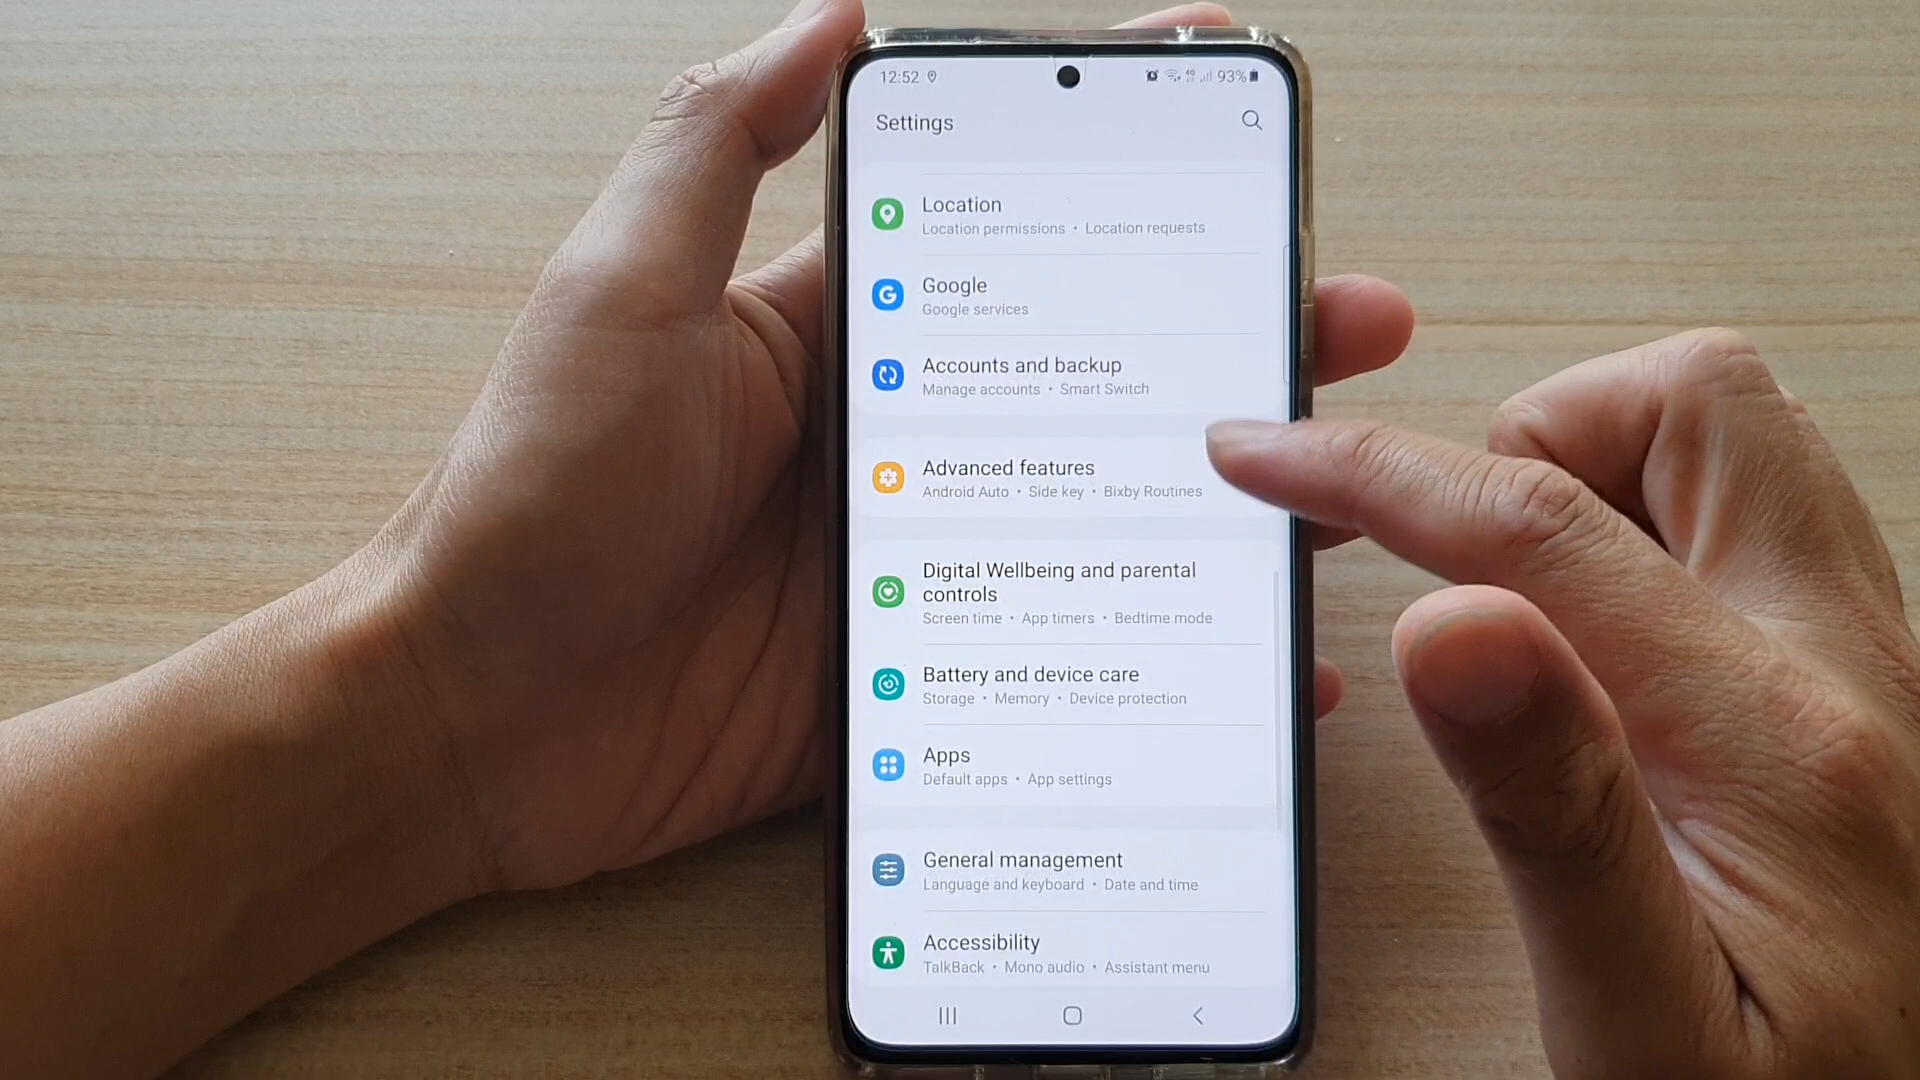 12:52 4G 93%
Settings
Location
Location permissions • Location requests
Google
Google services
Accounts and backup
Manage accounts • Smart Switch
Advanced features
Android Auto • Side key • Bixby Routines
Digital Wellbeing and parental
controls
Screen time • App timers • Bedtime mode
Battery and device care
Storage • Memory • Device protection
Apps
Default apps • App settings
General management
Language and keyboard • Date and time
Accessibility
TalkBack • Mono audio • Assistant menu